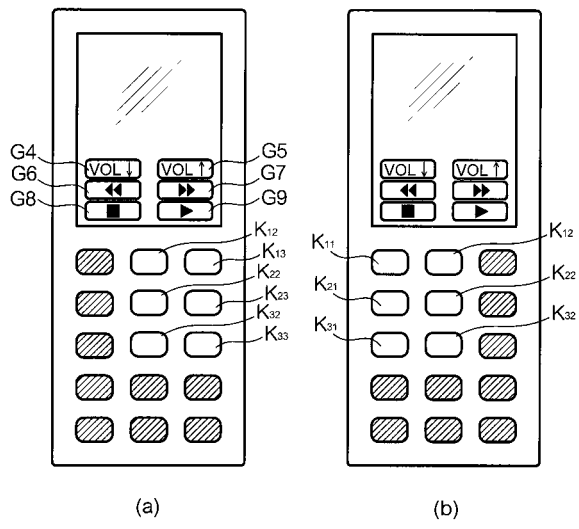 G4 VOL↓ VOL↑ G5
G6 ◀◀ ▶▶ G7
G8 ■ ▶ G9
K12
K13
K22
K23
K32
K33
(a)
VOL↓ VOL↑
◀◀ ▶▶
■ ▶
K11
K12
K21
K22
K31
K32
(b)